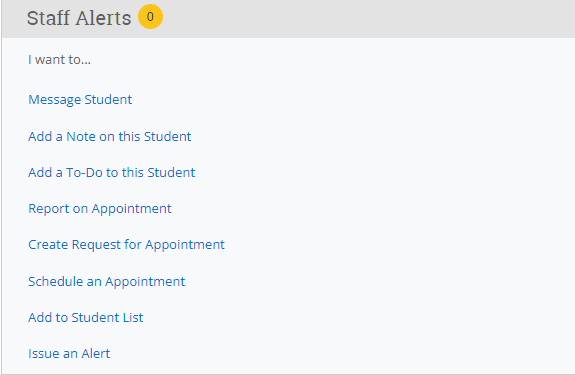 Staff Alerts 0
I want to...
Message Student
Add a Note on this Student
Add a To-Do to this Student
Report on Appointment
Create Request for Appointment
Schedule an Appointment
Add to Student List
Issue an Alert